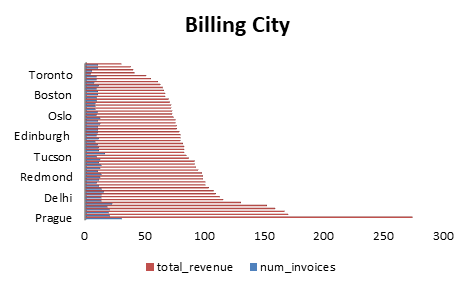 Billing City
Toronto
Boston
Oslo
Edinburgh
Tucson
Redmond
Delhi
Prague
0 50 100 150 200 250 300
total_revenue num_invoices